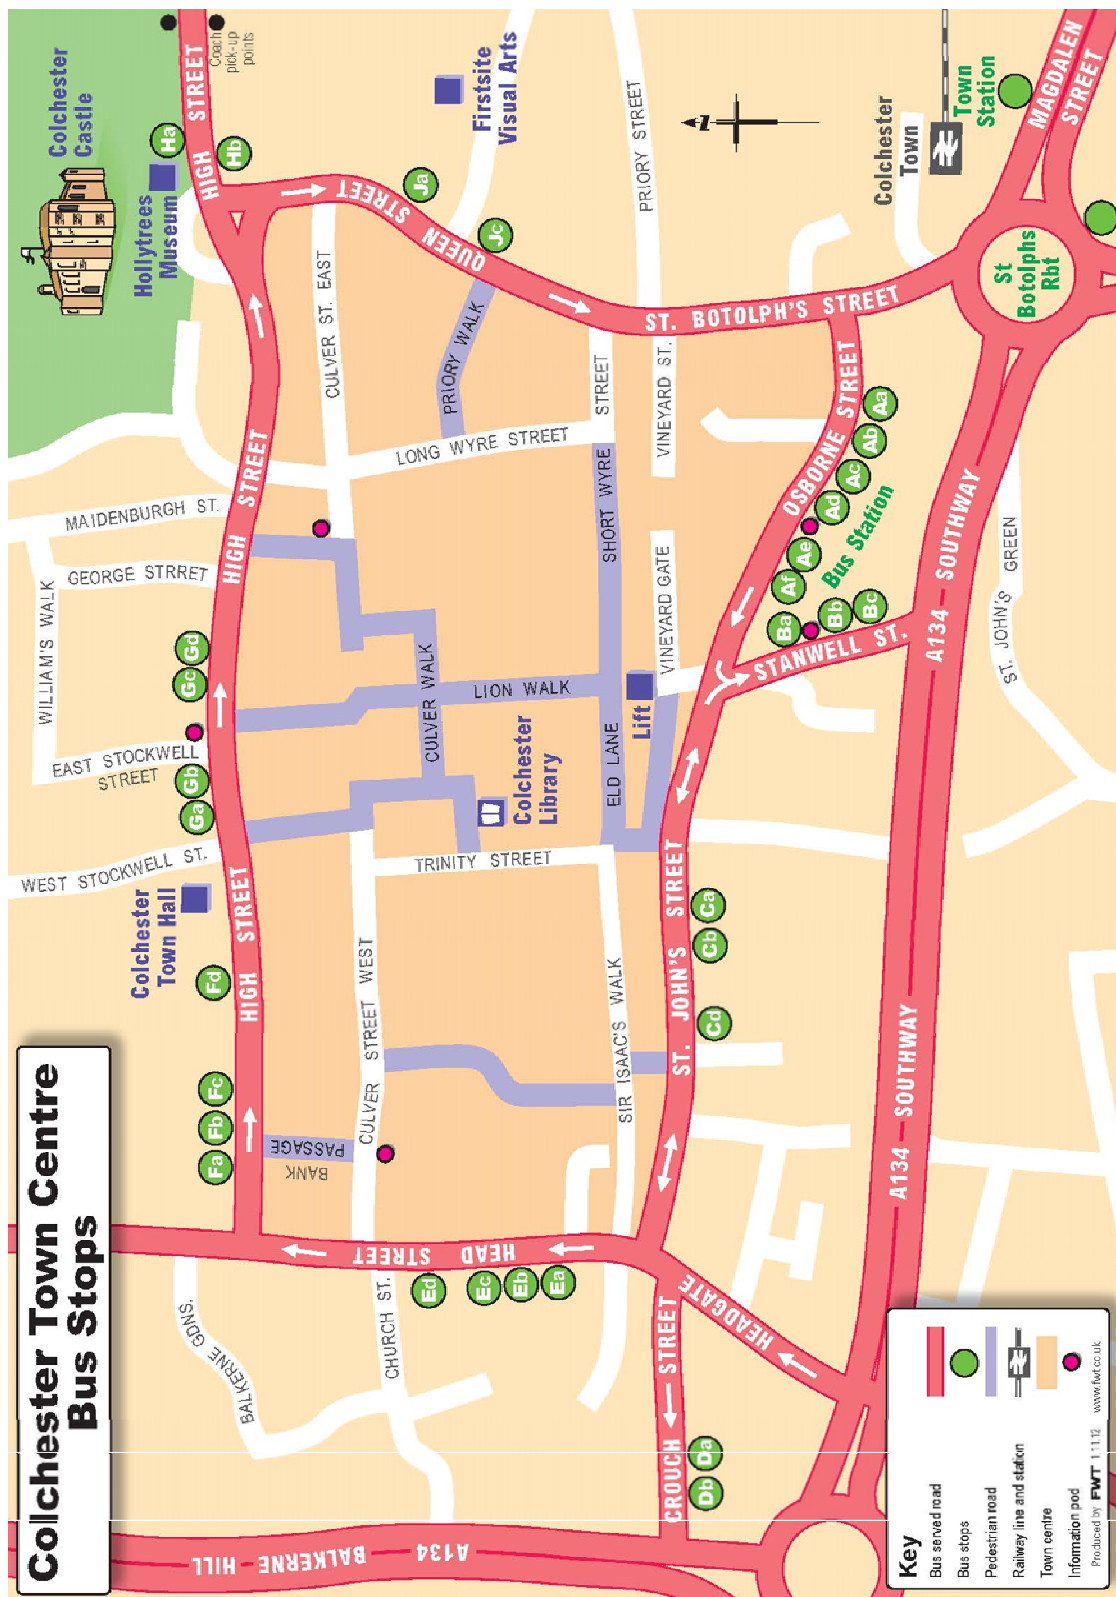 Colchester Town Centre
Bus Stops
Colchester
Castle
Hollytrees
Museum
Coach
pick-up
points
Firstsite
Visual Arts
Colchester
Town
Town
Station
MAGDALEN
STREET
St
Botolphs
Rbt
HIGH STREET
HIGH STREET
HIGH STREET
Ha
Hb
QUEEN STREET
Ja
Jc
PRIORY STREET
ST. BOTOLPH'S STREET
CULVER ST. EAST
PRIORY WALK
LONG WYRE STREET
SHORT WYRE
STREET
VINEYARD ST.
VINEYARD GATE
OSBORNE STREET
Aa
Ab
Ac
Ad
Ae
Af
Bus Station
Ba
Bb
Bc
STANWELL ST.
A134 SOUTHWAY
ST. JOHN'S GREEN
MAIDENBURGH ST.
GEORGE STRRET
WILLIAM'S WALK
EAST STOCKWELL
STREET
WEST STOCKWELL ST.
Gd
Gc
Gb
Ga
CULVER WALK
LION WALK
ELD LANE
Lift
Colchester
Library
TRINITY STREET
Colchester
Town Hall
Fd
Fc
Fb
Fa
CULVER STREET WEST
SIR ISAAC'S WALK
ST. JOHN'S STREET
Ca
Cb
Cd
A134 SOUTHWAY
BANK
PASSAGE
HEAD STREET
Ed
Ec
Eb
Ea
HEADGATE
CROUCH STREET
Da
Db
CHURCH ST.
BALKERNE GDNS.
A134 BALKERNE HILL
Key
Bus served road
Bus stops
Pedestrian road
Railway line and station
Town centre
Information pod
Produced by FWT 1.11.12 www.fwt.co.uk